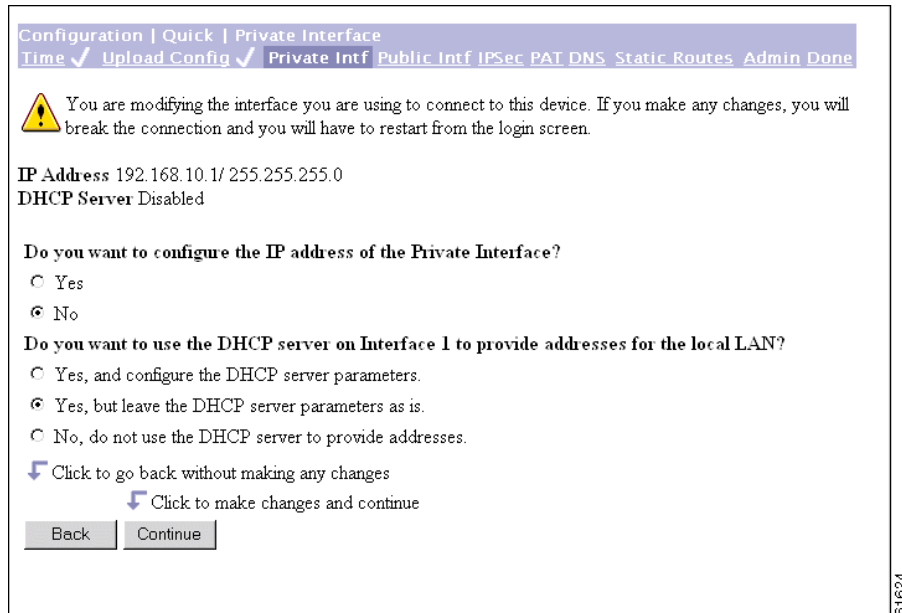 Configuration | Quick | Private Interface
Time Upload Config Private Intf Public Intf IPSec PAT DNS Static Routes Admin Done
You are modifying the interface you are using to connect to this device. If you make any changes, you will
break the connection and you will have to restart from the login screen.
IP Address 192.168.10.1/ 255.255.255.0
DHCP Server Disabled
Do you want to configure the IP address of the Private Interface?
Yes
No
Do you want to use the DHCP server on Interface 1 to provide addresses for the local LAN?
Yes, and configure the DHCP server parameters.
Yes, but leave the DHCP server parameters as is.
No, do not use the DHCP server to provide addresses.
Click to go back without making any changes
Click to make changes and continue
Back Continue
61624